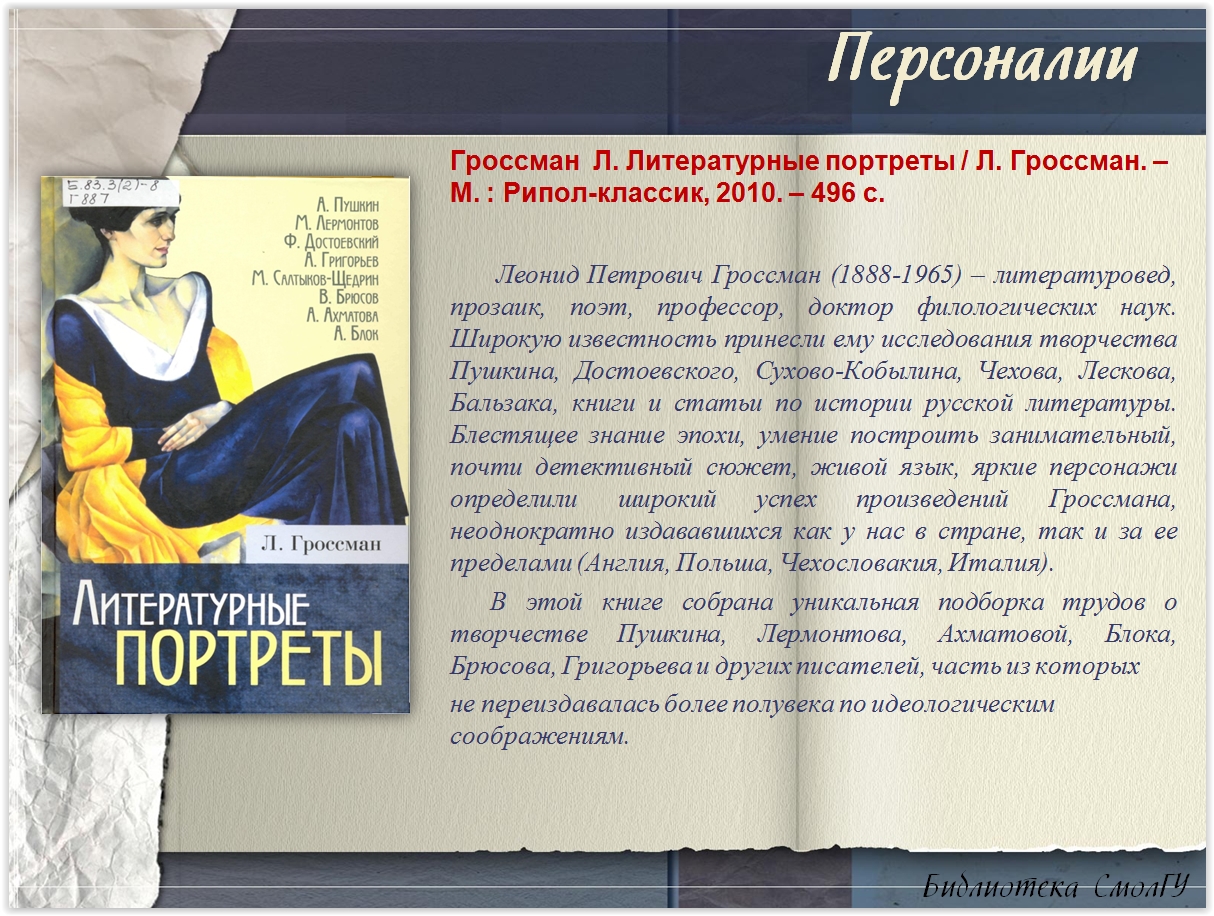 Персоналии
Гроссман Л. Литературные портреты / Л. Гроссман. –
М. : Рипол-классик, 2010. – 496 с.
Б.83.3(2)-8
Г 887
А. Пушкин
М. Лермонтов
Ф. Достоевский
А. Григорьев
М. Салтыков-Щедрин
В. Брюсов
А. Ахматова
А. Блок
Л. Гроссман
Литературные
портреты
Леонид Петрович Гроссман (1888-1965) – литературовед,
прозаик, поэт, профессор, доктор филологических наук.
Широкую известность принесли ему исследования творчества
Пушкина, Достоевского, Сухово-Кобылина, Чехова, Лескова,
Бальзака, книги и статьи по истории русской литературы.
Блестящее знание эпохи, умение построить занимательный,
почти детективный сюжет, живой язык, яркие персонажи
определили широкий успех произведений Гроссмана,
неоднократно издававшихся как у нас в стране, так и за ее
пределами (Англия, Польша, Чехословакия, Италия).
В этой книге собрана уникальная подборка трудов о
творчестве Пушкина, Лермонтова, Ахматовой, Блока,
Брюсова, Григорьева и других писателей, часть из которых
не переиздавалась более полувека по идеологическим
соображениям.
Библиотека СмолГУ